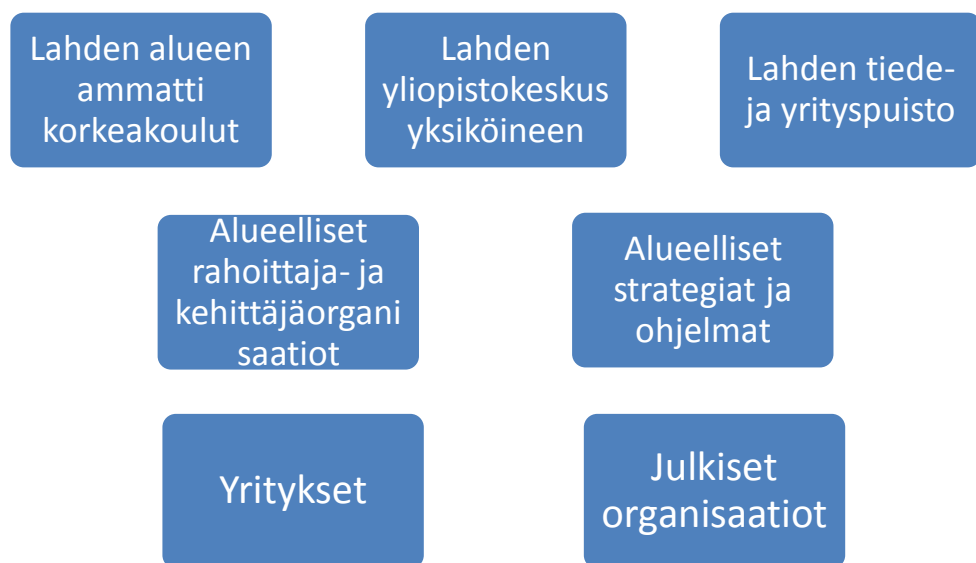 Lahden alueen
ammatti
korkeakoulut
Lahden
yliopistokeskus
yksiköineen
Lahden tiede-
ja yrityspuisto
Alueelliset
rahoittaja- ja
kehittäjäorgani
saatiot
Alueelliset
strategiat ja
ohjelmat
Yritykset
Julkiset
organisaatiot